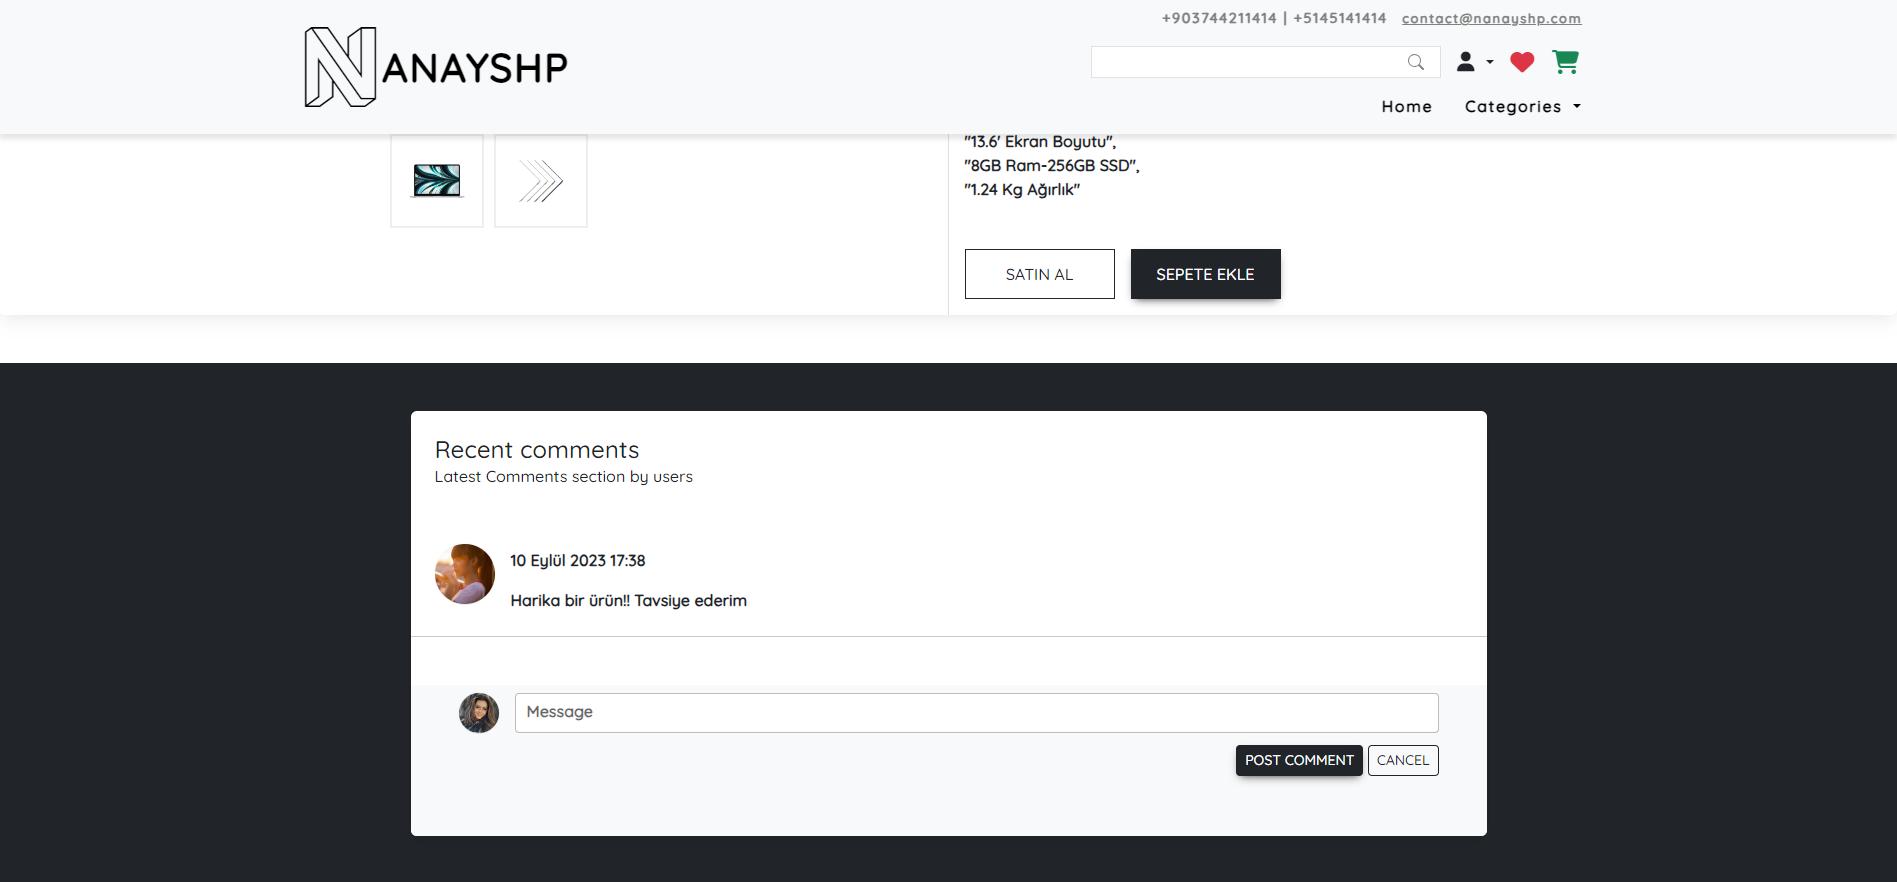 +903744211414 | +5145141414 contact@nanayshp.com
NANAYSHP
Home Categories
"13.6' Ekran Boyutu",
"8GB Ram-256GB SSD",
"1.24 Kg Ağırlık"
SATIN AL SEPETE EKLE
Recent comments
Latest Comments section by users
10 Eylül 2023 17:38
Harika bir ürün!! Tavsiye ederim
Message
POST COMMENT CANCEL